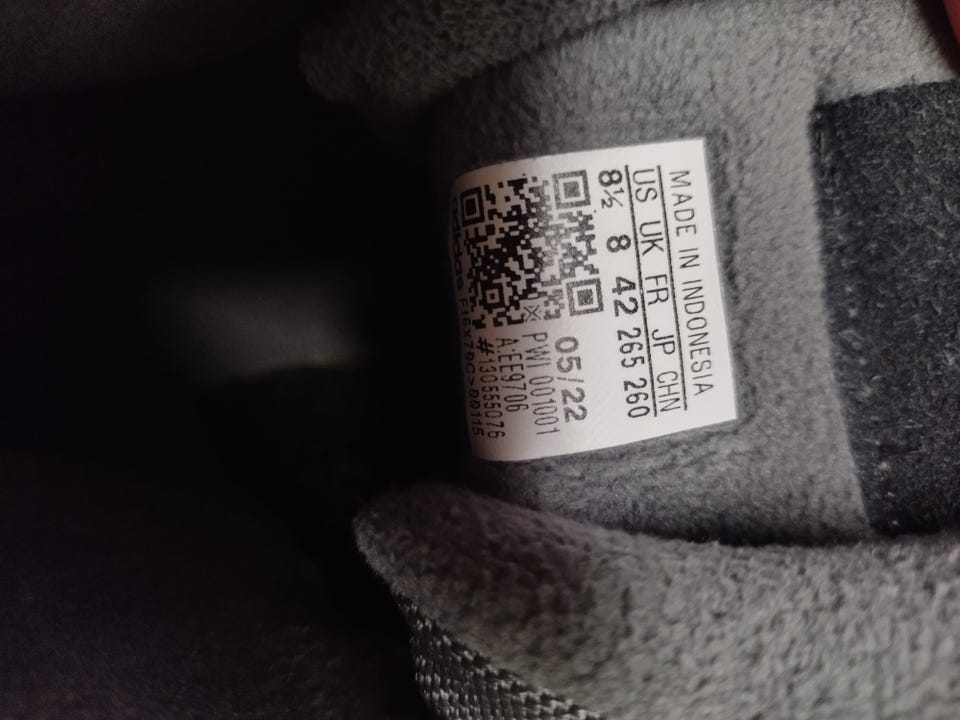 MADE IN INDONESIA
US UK FR JP CHN
8½ 8 42 265 260
05/22
PWI 001001
A:EE9706
#130555076
adidas